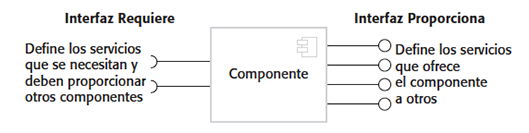 Interfaz Requiere
Interfaz Proporciona
Define los servicios
que se necesitan y
deben proporcionar
otros componentes
Componente
Define los servicios
que ofrece
el componente
a otros